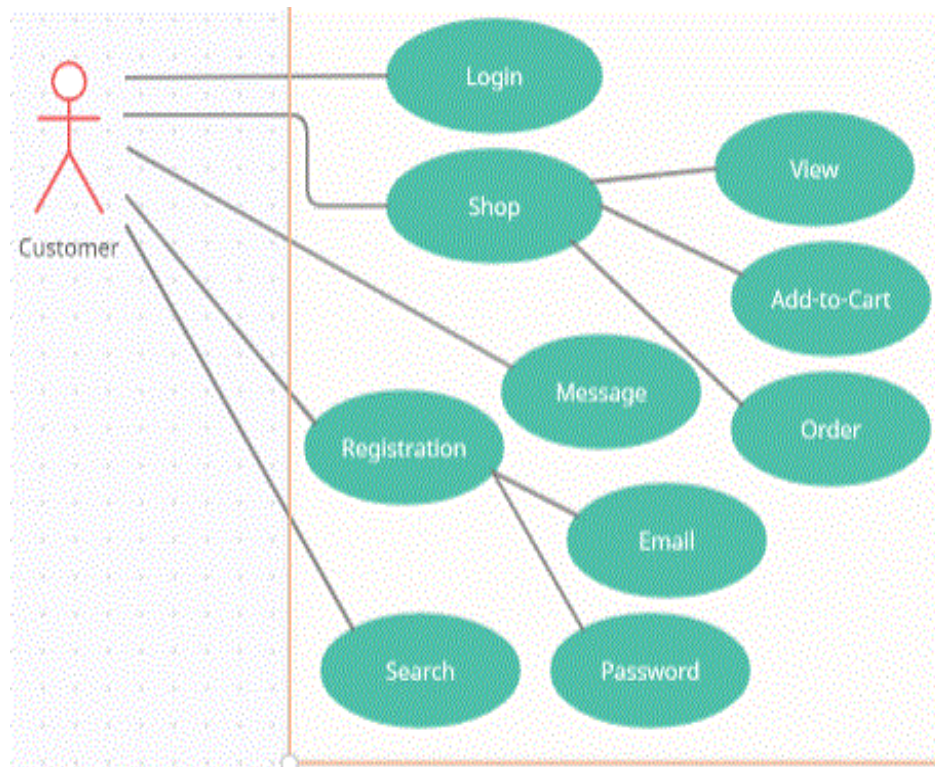 Login
View
Shop
Customer
Add-to-Cart
Message
Order
Registration
Email
Search
Password